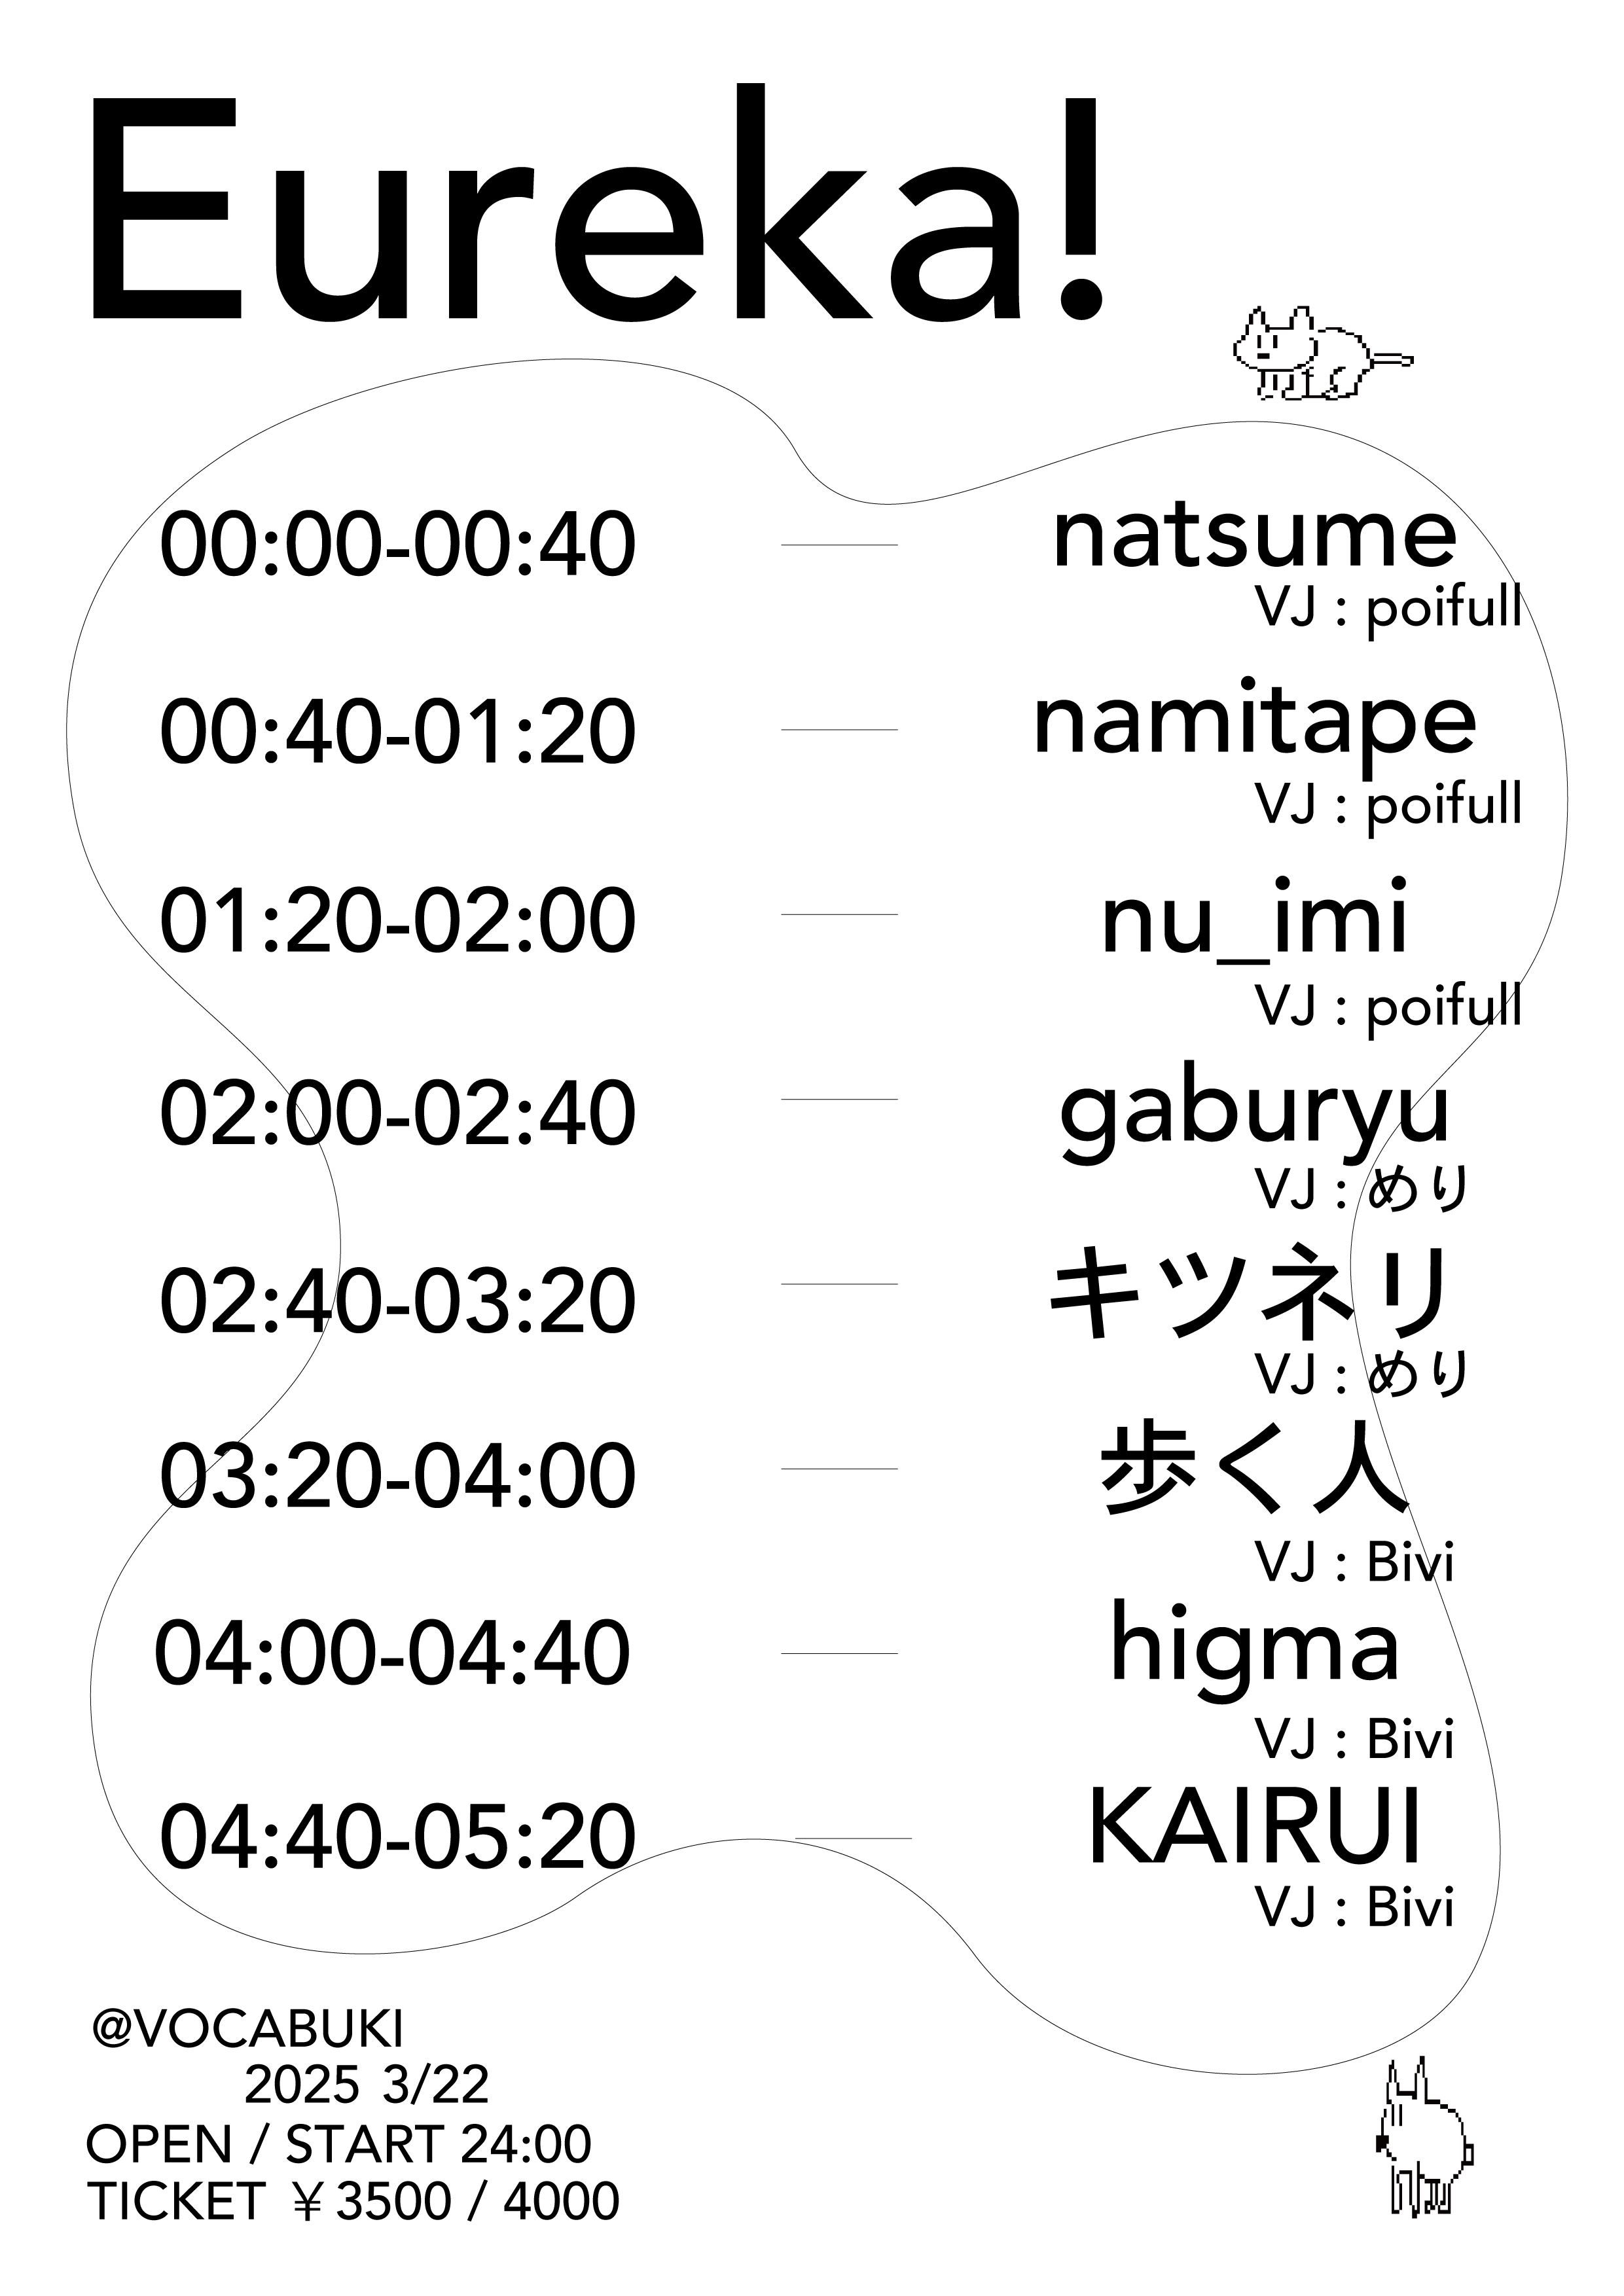 Eureka!
00:00-00:40 natsume
VJ : poifull
00:40-01:20 namitape
VJ : poifull
01:20-02:00 nu_imi
VJ : poifull
02:00-02:40 gaburyu
VJ : めり
02:40-03:20 キツネリ
VJ : めり
03:20-04:00 歩く人
VJ : Bivi
04:00-04:40 higma
VJ : Bivi
04:40-05:20 KAIRUI
VJ : Bivi
@VOCABUKI
2025 3/22
OPEN / START 24:00
TICKET ￥3500 / 4000